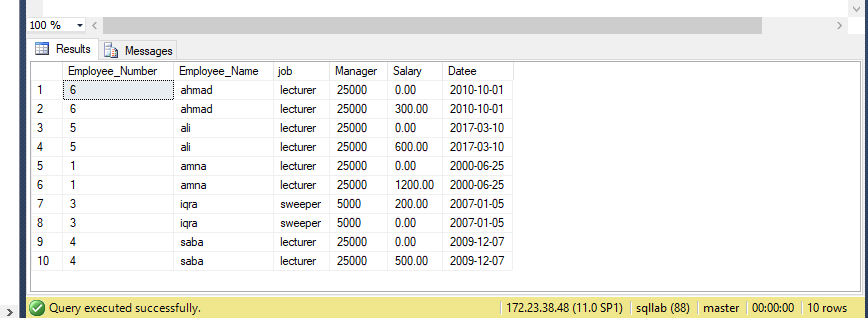 100 %
Results Messages
Employee_Number Employee_Name job Manager Salary Datee
1 6 ahmad lecturer 25000 0.00 2010-10-01
2 6 ahmad lecturer 25000 300.00 2010-10-01
3 5 ali lecturer 25000 0.00 2017-03-10
4 5 ali lecturer 25000 600.00 2017-03-10
5 1 amna lecturer 25000 0.00 2000-06-25
6 1 amna lecturer 25000 1200.00 2000-06-25
7 3 iqra sweeper 5000 200.00 2007-01-05
8 3 iqra sweeper 5000 0.00 2007-01-05
9 4 saba lecturer 25000 0.00 2009-12-07
10 4 saba lecturer 25000 500.00 2009-12-07
Query executed successfully. 172.23.38.48 (11.0 SP1) sqllab (88) master 00:00:00 10 rows